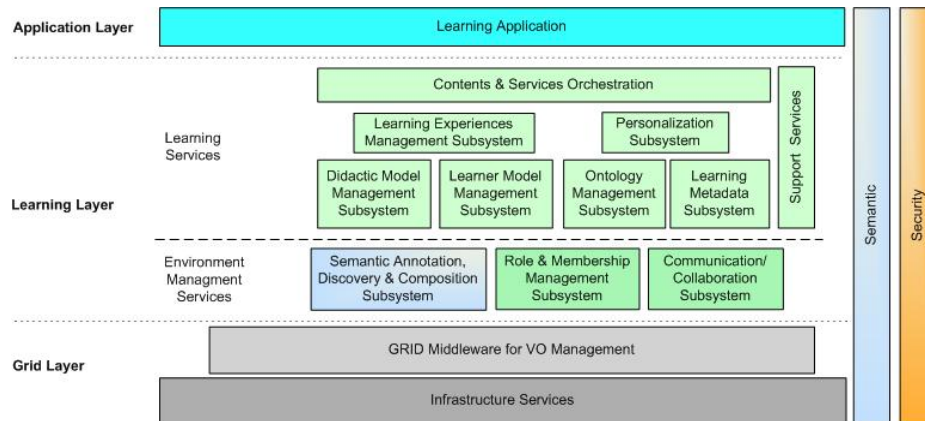 Application Layer
Learning Application
Contents & Services Orchestration
Learning
Services
Learning Experiences
Management Subsystem
Personalization
Subsystem
Support Services
Didactic Model
Management
Subsystem
Learner Model
Management
Subsystem
Ontology
Management
Subsystem
Learning
Metadata
Subsystem
Learning Layer
Environment
Managment
Services
Semantic Annotation,
Discovery & Composition
Subsystem
Role & Membership
Management
Subsystem
Communication/
Collaboration
Subsystem
Grid Layer
GRID Middleware for VO Management
Infrastructure Services
Semantic
Security